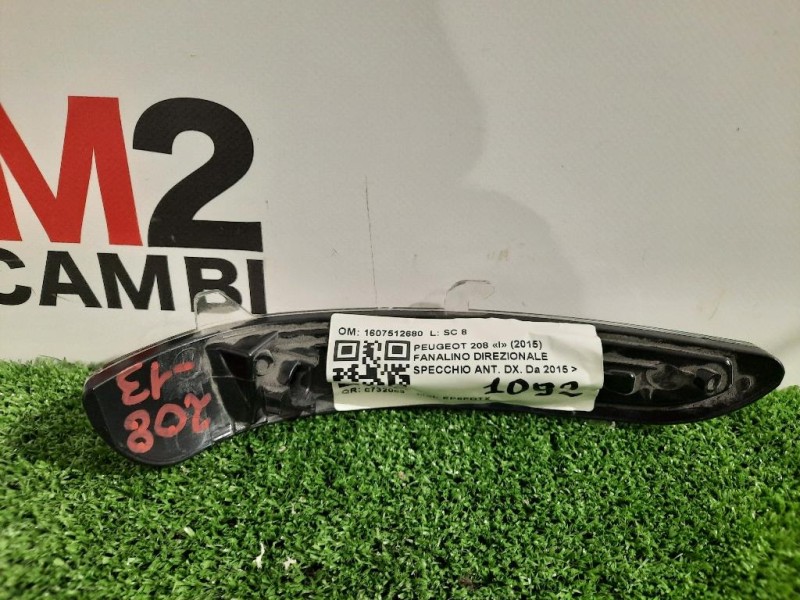 M2
CAMBI
OM: 1607512680 L: SC 8
PEUGEOT 208 «I» (2015)
FANALINO DIREZIONALE
SPECCHIO ANT. DX. Da 2015 >
1092
208
-13